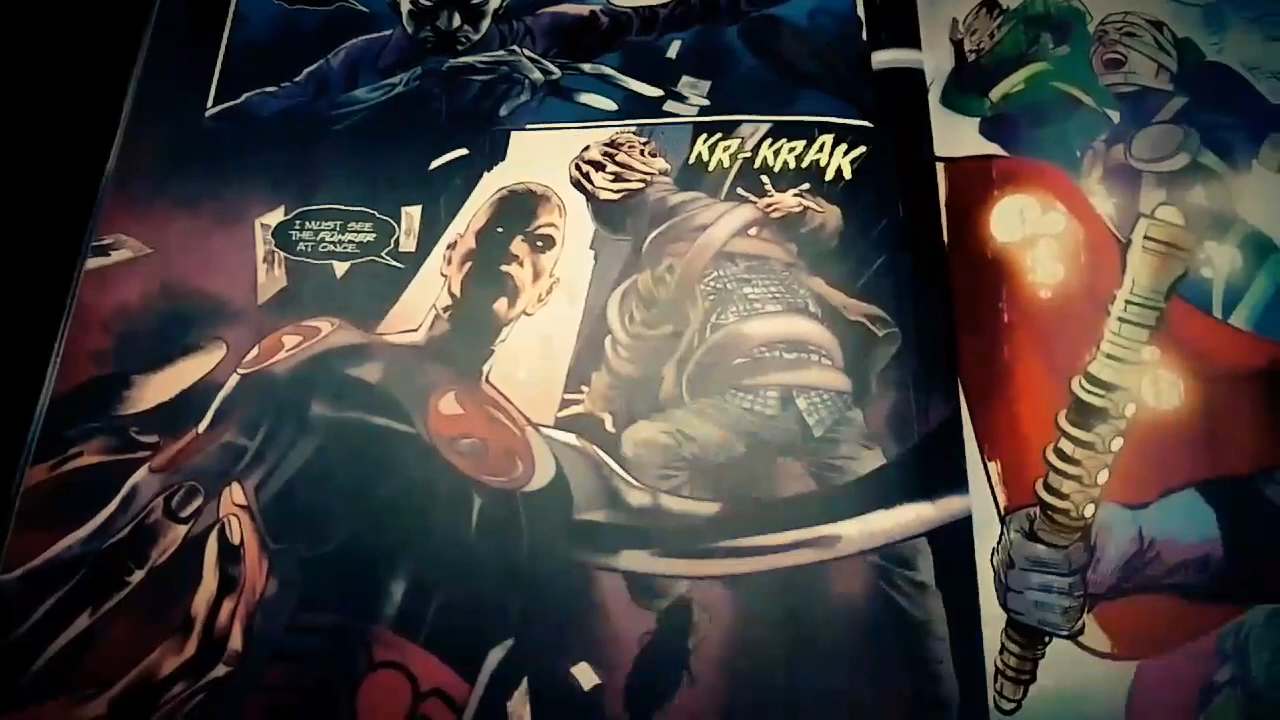 KR-KRAK
I MUST SEE
THE FÜHRER
AT ONCE.